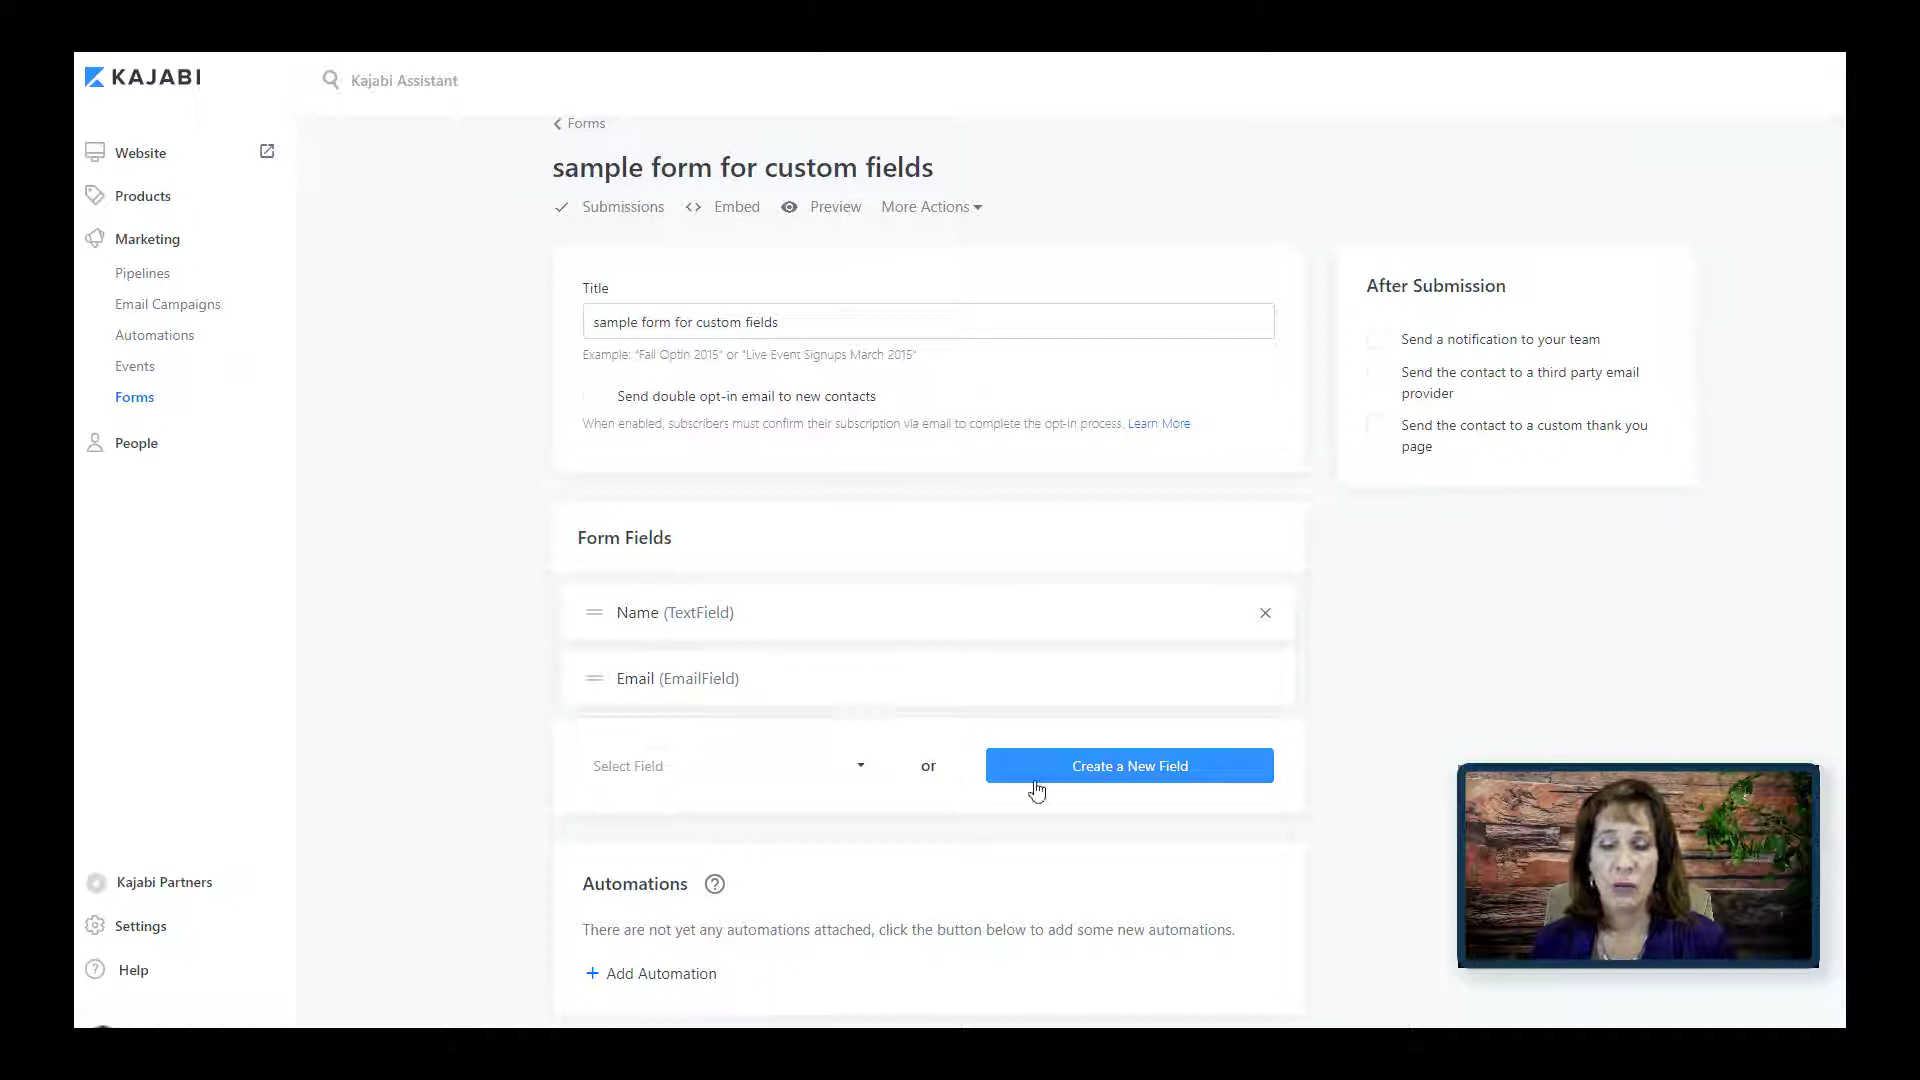 KAJABI
Kajabi Assistant
Website
Products
Marketing
Pipelines
Email Campaigns
Automations
Events
Forms
People
Kajabi Partners
Settings
Help
Forms
sample form for custom fields
Submissions
Embed
Preview
More Actions
Title
sample form for custom fields
Example: "Fall Optin 2015" or "Live Event Signups March 2015"
Send double opt-in email to new contacts
When enabled, subscribers must confirm their subscription via email to complete the opt-in process. Learn More
Form Fields
Name (TextField)
Email (EmailField)
Select Field
or
Create a New Field
Automations
There are not yet any automations attached, click the button below to add some new automations.
Add Automation
After Submission
Send a notification to your team
Send the contact to a third party email
provider
Send the contact to a custom thank you
page